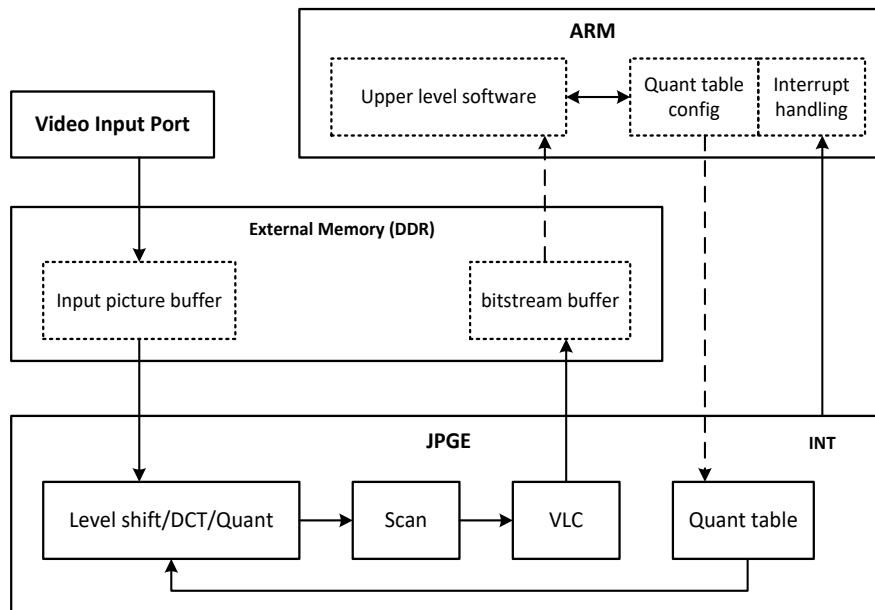 ARM
Upper level software
Quant table
config
Interrupt
handling
Video Input Port
External Memory (DDR)
Input picture buffer
bitstream buffer
JPGE
INT
Level shift/DCT/Quant
Scan
VLC
Quant table